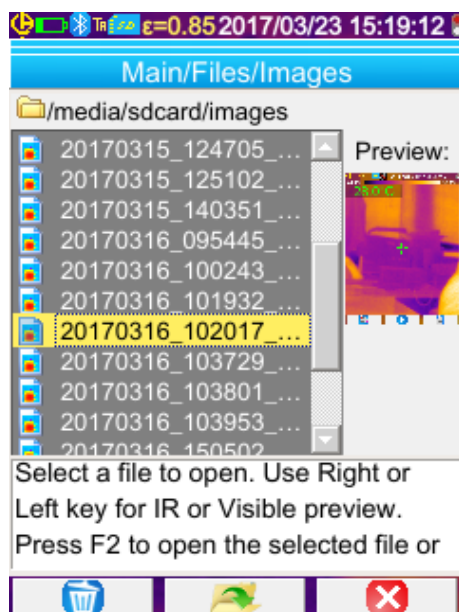 ε=0.85 2017/03/23 15:19:12
Main/Files/Images
/media/sdcard/images
20170315_124705_...
20170315_125102_...
20170315_140351_...
20170316_095445_...
20170316_100243_...
20170316_101932_...
20170316_102017_...
20170316_103729_...
20170316_103801_...
20170316_103953_...
20170316_150502
Preview:
Select a file to open. Use Right or
Left key for IR or Visible preview.
Press F2 to open the selected file or